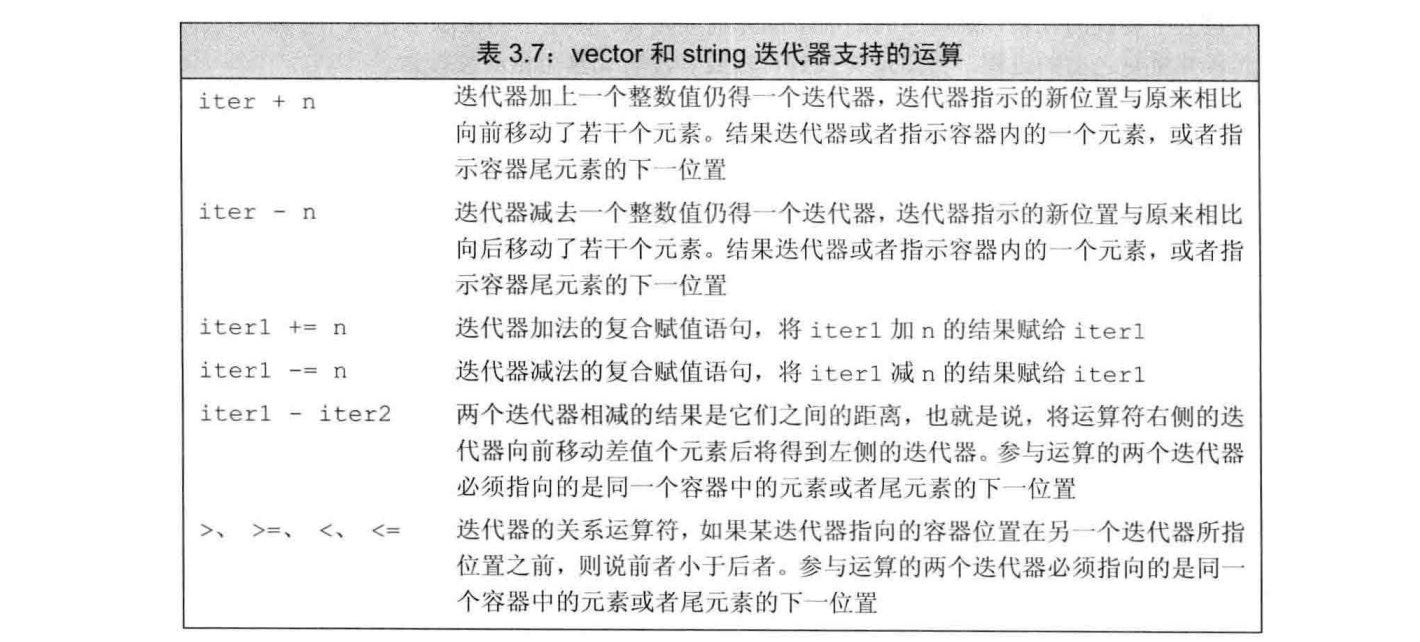 表 3.7：vector 和 string 迭代器支持的运算
iter + n 迭代器加上一个整数值仍得一个迭代器，迭代器指示的新位置与原来相比
向前移动了若干个元素。结果迭代器或者指示容器内的一个元素，或者指
示容器尾元素的下一位置
iter - n 迭代器减去一个整数值仍得一个迭代器，迭代器指示的新位置与原来相比
向后移动了若干个元素。结果迭代器或者指示容器内的一个元素，或者指
示容器尾元素的下一位置
iter1 += n 迭代器加法的复合赋值语句，将 iter1 加 n 的结果赋给 iter1
iter1 -= n 迭代器减法的复合赋值语句，将 iter1 减 n 的结果赋给 iter1
iter1 - iter2 两个迭代器相减的结果是它们之间的距离，也就是说，将运算符右侧的迭
代器向前移动差值个元素后将得到左侧的迭代器。参与运算的两个迭代器
必须指向的是同一个容器中的元素或者尾元素的下一位置
>、 >=、 <、 <= 迭代器的关系运算符，如果某迭代器指向的容器位置在另一个迭代器所指
位置之前，则说前者小于后者。参与运算的两个迭代器必须指向的是同一
个容器中的元素或者尾元素的下一位置